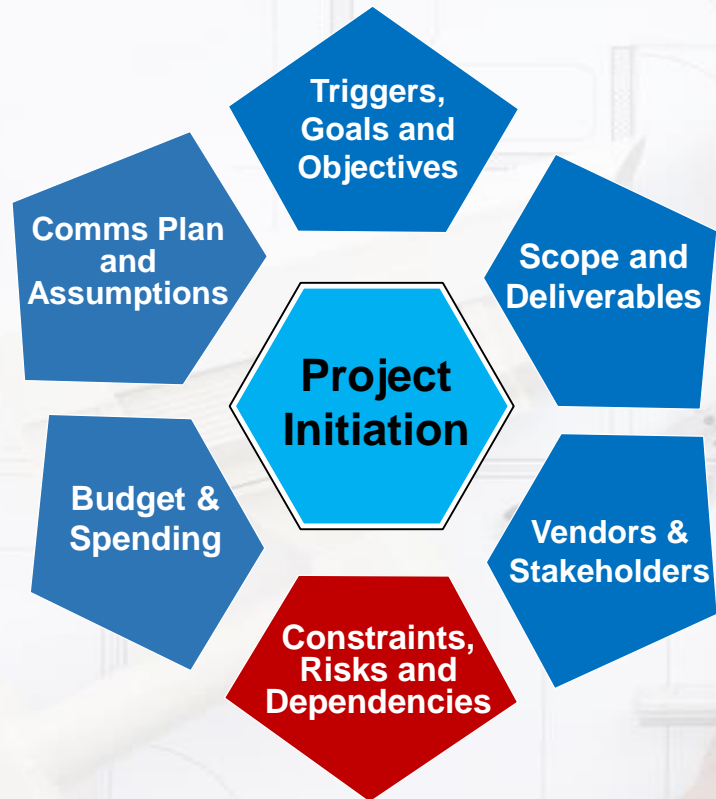 Triggers,
Goals and
Objectives
Scope and
Deliverables
Vendors &
Stakeholders
Constraints,
Risks and
Dependencies
Budget &
Spending
Comms Plan
and
Assumptions
Project
Initiation